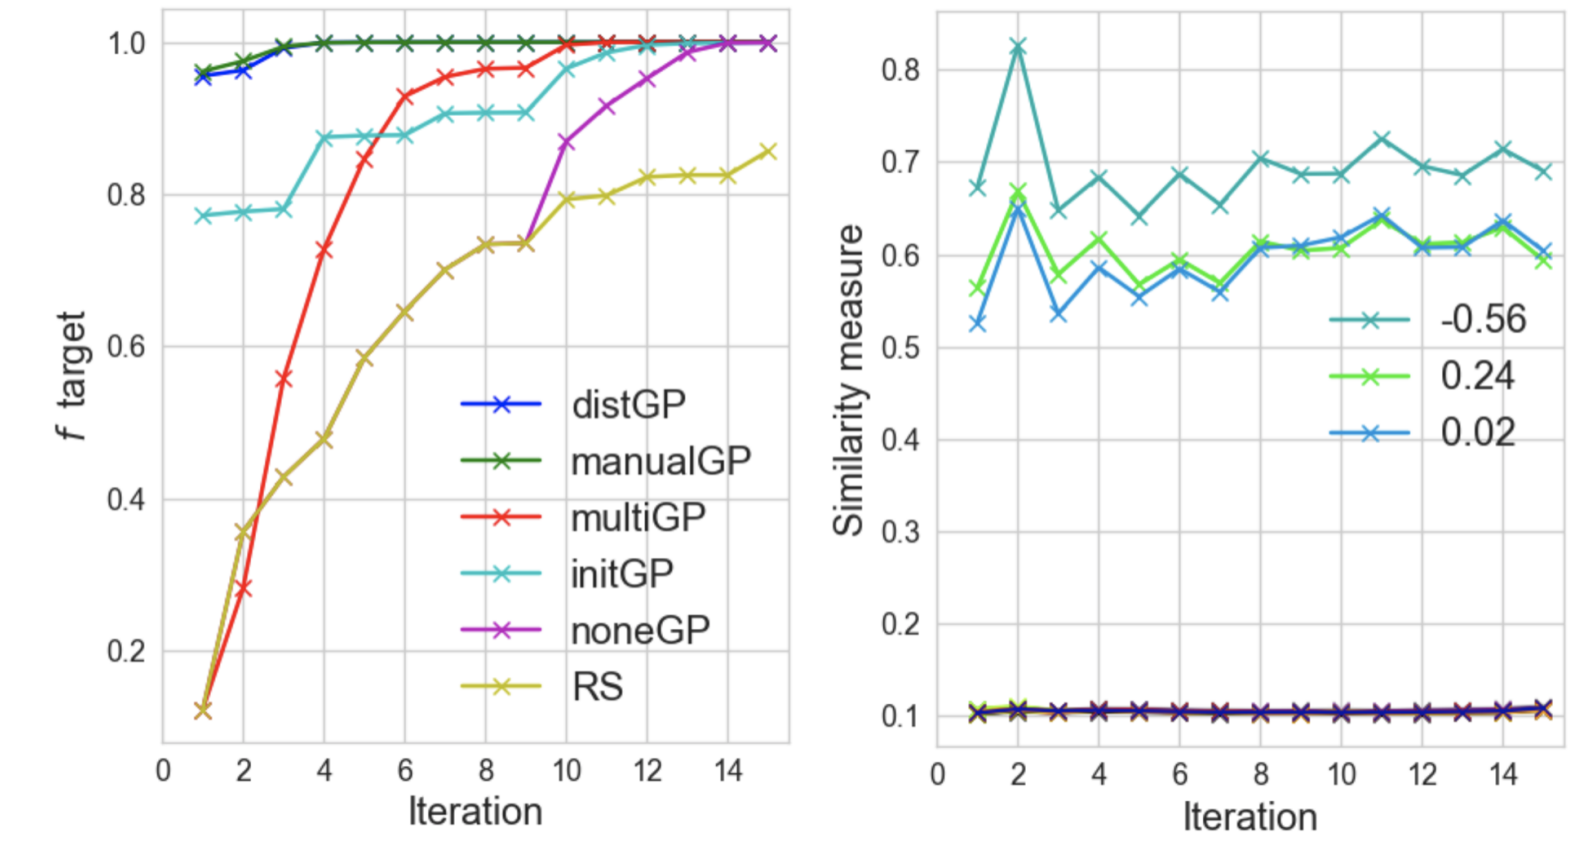 1.0
0.8
0.6
0.4
0.2
f target
distGP
manualGP
multiGP
initGP
noneGP
RS
0 2 4 6 8 10 12 14
Iteration
0.8
0.7
0.6
0.5
0.4
0.3
0.2
0.1
Similarity measure
-0.56
0.24
0.02
0 2 4 6 8 10 12 14
Iteration